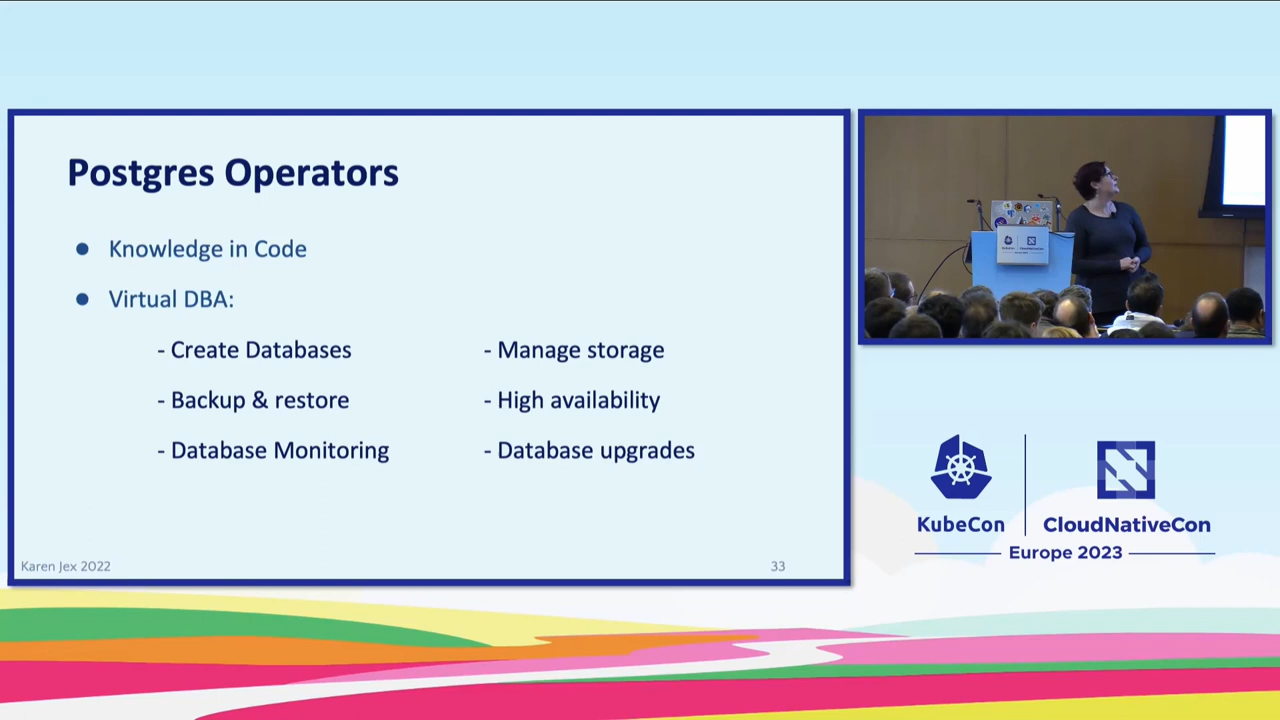 Postgres Operators
● Knowledge in Code
● Virtual DBA:
- Create Databases
- Manage storage
- Backup & restore
- High availability
- Database Monitoring
- Database upgrades
Karen Jex 2022
33
KubeCon
CloudNativeCon
Europe 2023